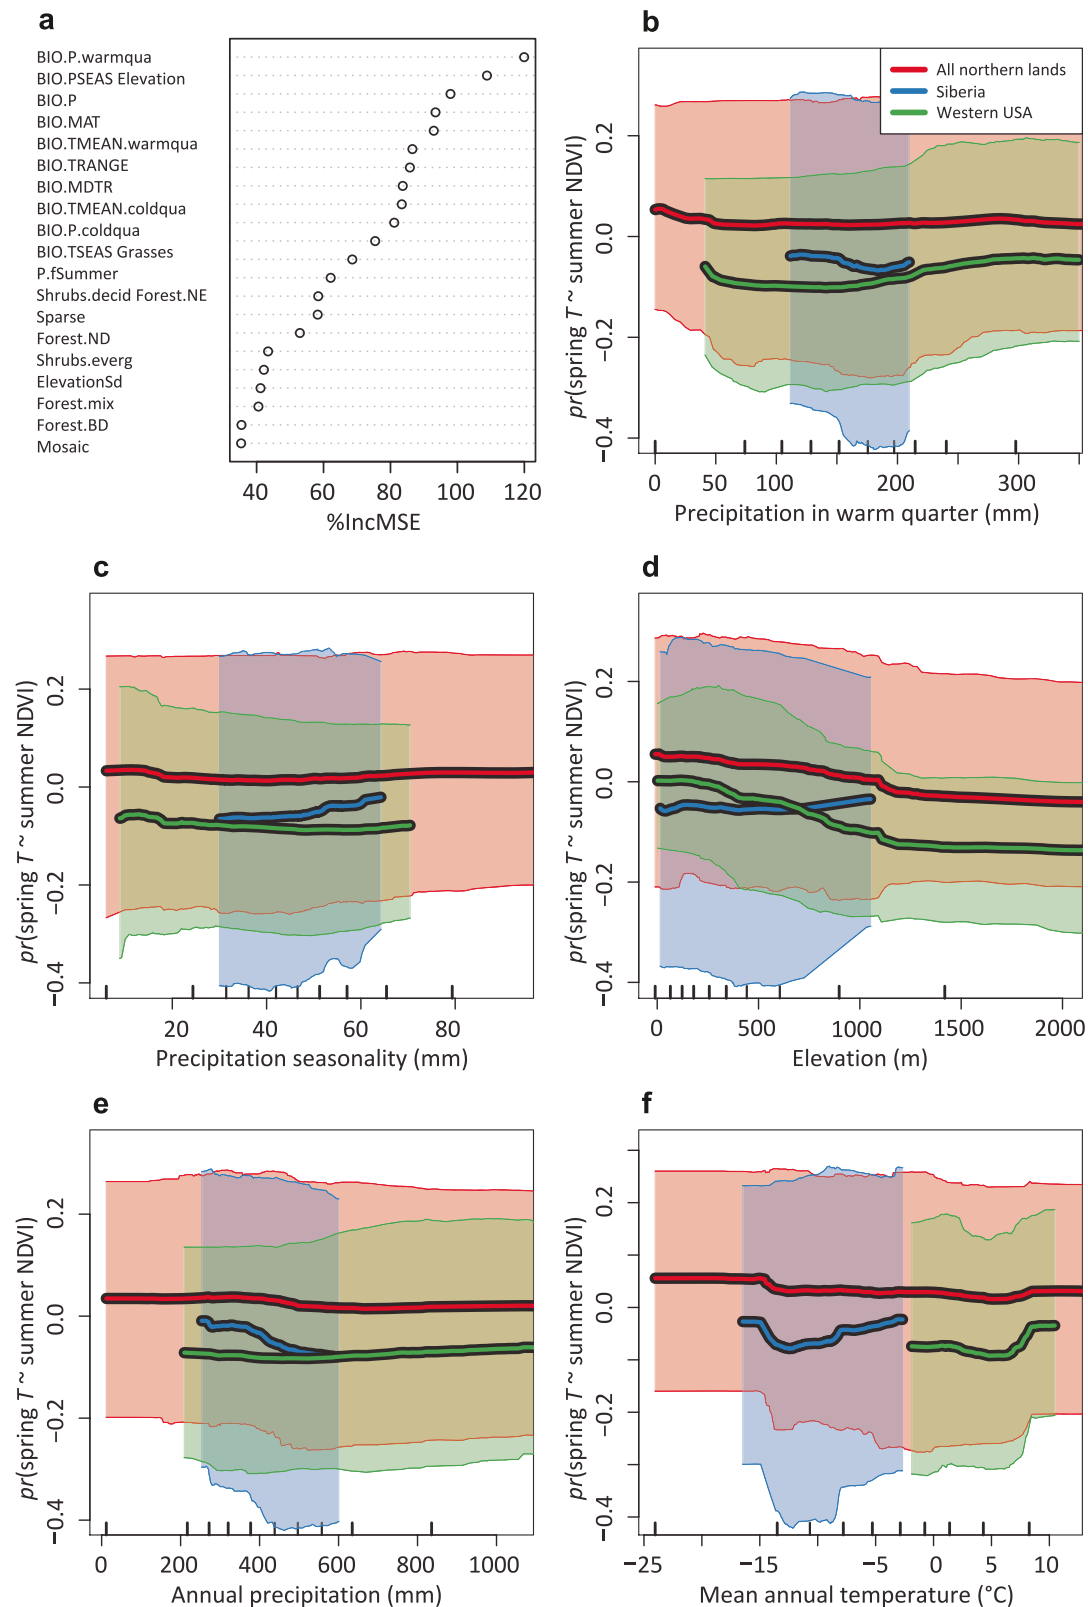 a
BIO.P.warmqua
BIO.PSEAS Elevation
BIO.P
BIO.MAT
BIO.TMEAN.warmqua
BIO.TRANGE
BIO.MDTR
BIO.TMEAN.coldqua
BIO.P.coldqua
BIO.TSEAS Grasses
P.fSummer
Shrubs.decid Forest.NE
Sparse
Forest.ND
Shrubs.everg
ElevationSd
Forest.mix
Forest.BD
Mosaic
40 60 80 100 120
%IncMSE
b
All northern lands
Siberia
Western USA
pr(spring T ~ summer NDVI)
0.2
0.0
−0.2
−0.4
0 50 100 200 300
Precipitation in warm quarter (mm)
c
pr(spring T ~ summer NDVI)
0.2
0.0
−0.2
−0.4
20 40 60 80
Precipitation seasonality (mm)
d
pr(spring T ~ summer NDVI)
0.2
0.0
−0.2
−0.4
0 500 1000 1500 2000
Elevation (m)
e
pr(spring T ~ summer NDVI)
0.2
0.0
−0.2
−0.4
0 200 400 600 800 1000
Annual precipitation (mm)
f
pr(spring T ~ summer NDVI)
0.2
0.0
−0.2
−0.4
−25 −15 −5 0 5 10
Mean annual temperature (°C)